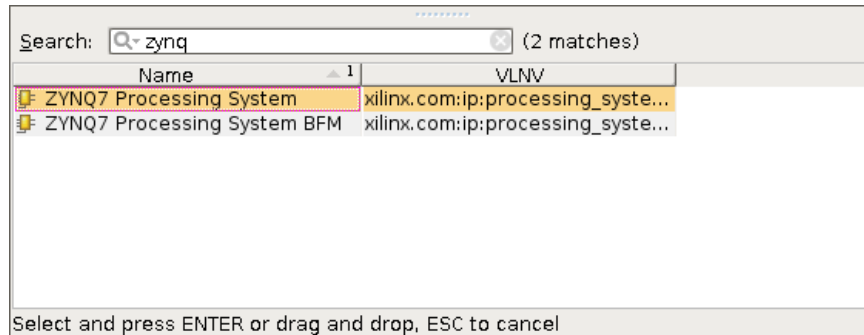 Search: zynq (2 matches)
Name 1 VLNV
ZYNQ7 Processing System xilinx.com:ip:processing_syste...
ZYNQ7 Processing System BFM xilinx.com:ip:processing_syste...
Select and press ENTER or drag and drop, ESC to cancel